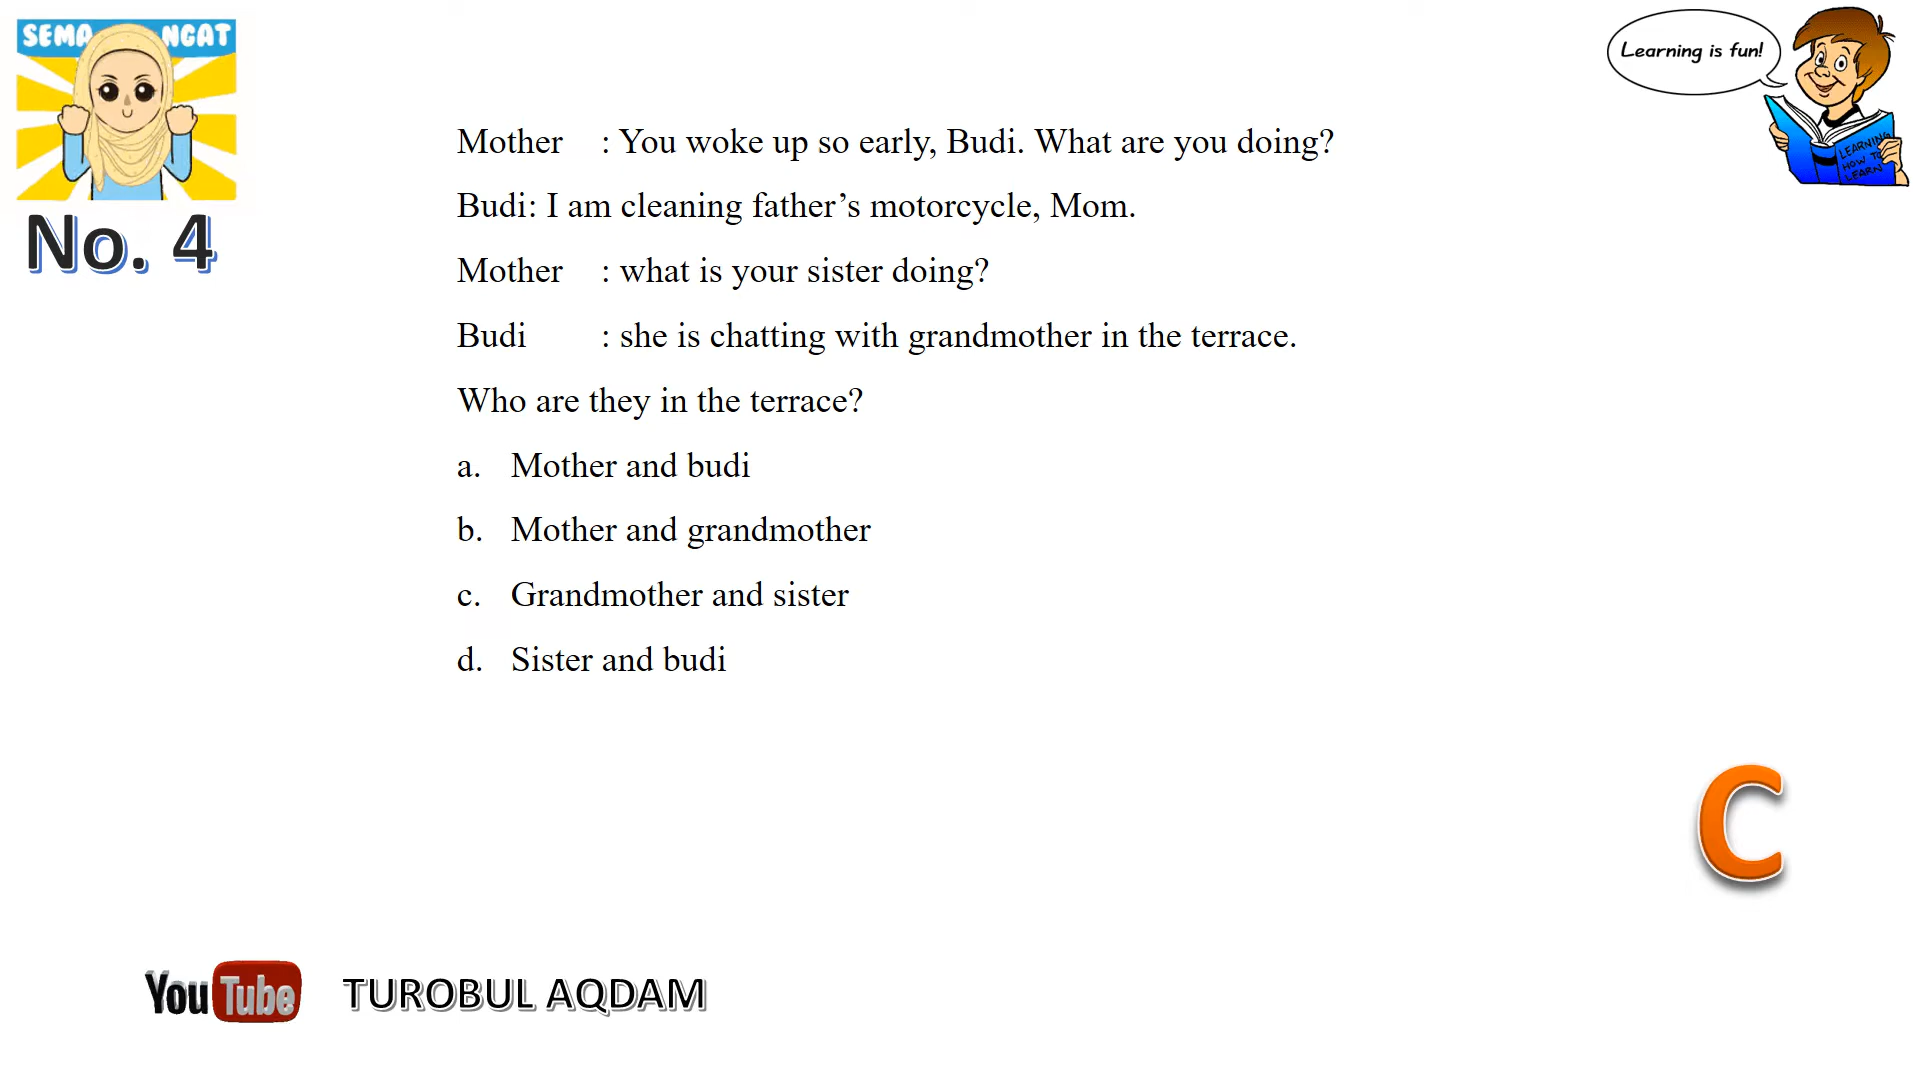 SEMANGAT
Learning is fun!
LEARNING
HOW TO
LEARN
No. 4
Mother : You woke up so early, Budi. What are you doing?
Budi: I am cleaning father’s motorcycle, Mom.
Mother : what is your sister doing?
Budi : she is chatting with grandmother in the terrace.
Who are they in the terrace?
a. Mother and budi
b. Mother and grandmother
c. Grandmother and sister
d. Sister and budi
C
YouTube TUROBUL AQDAM